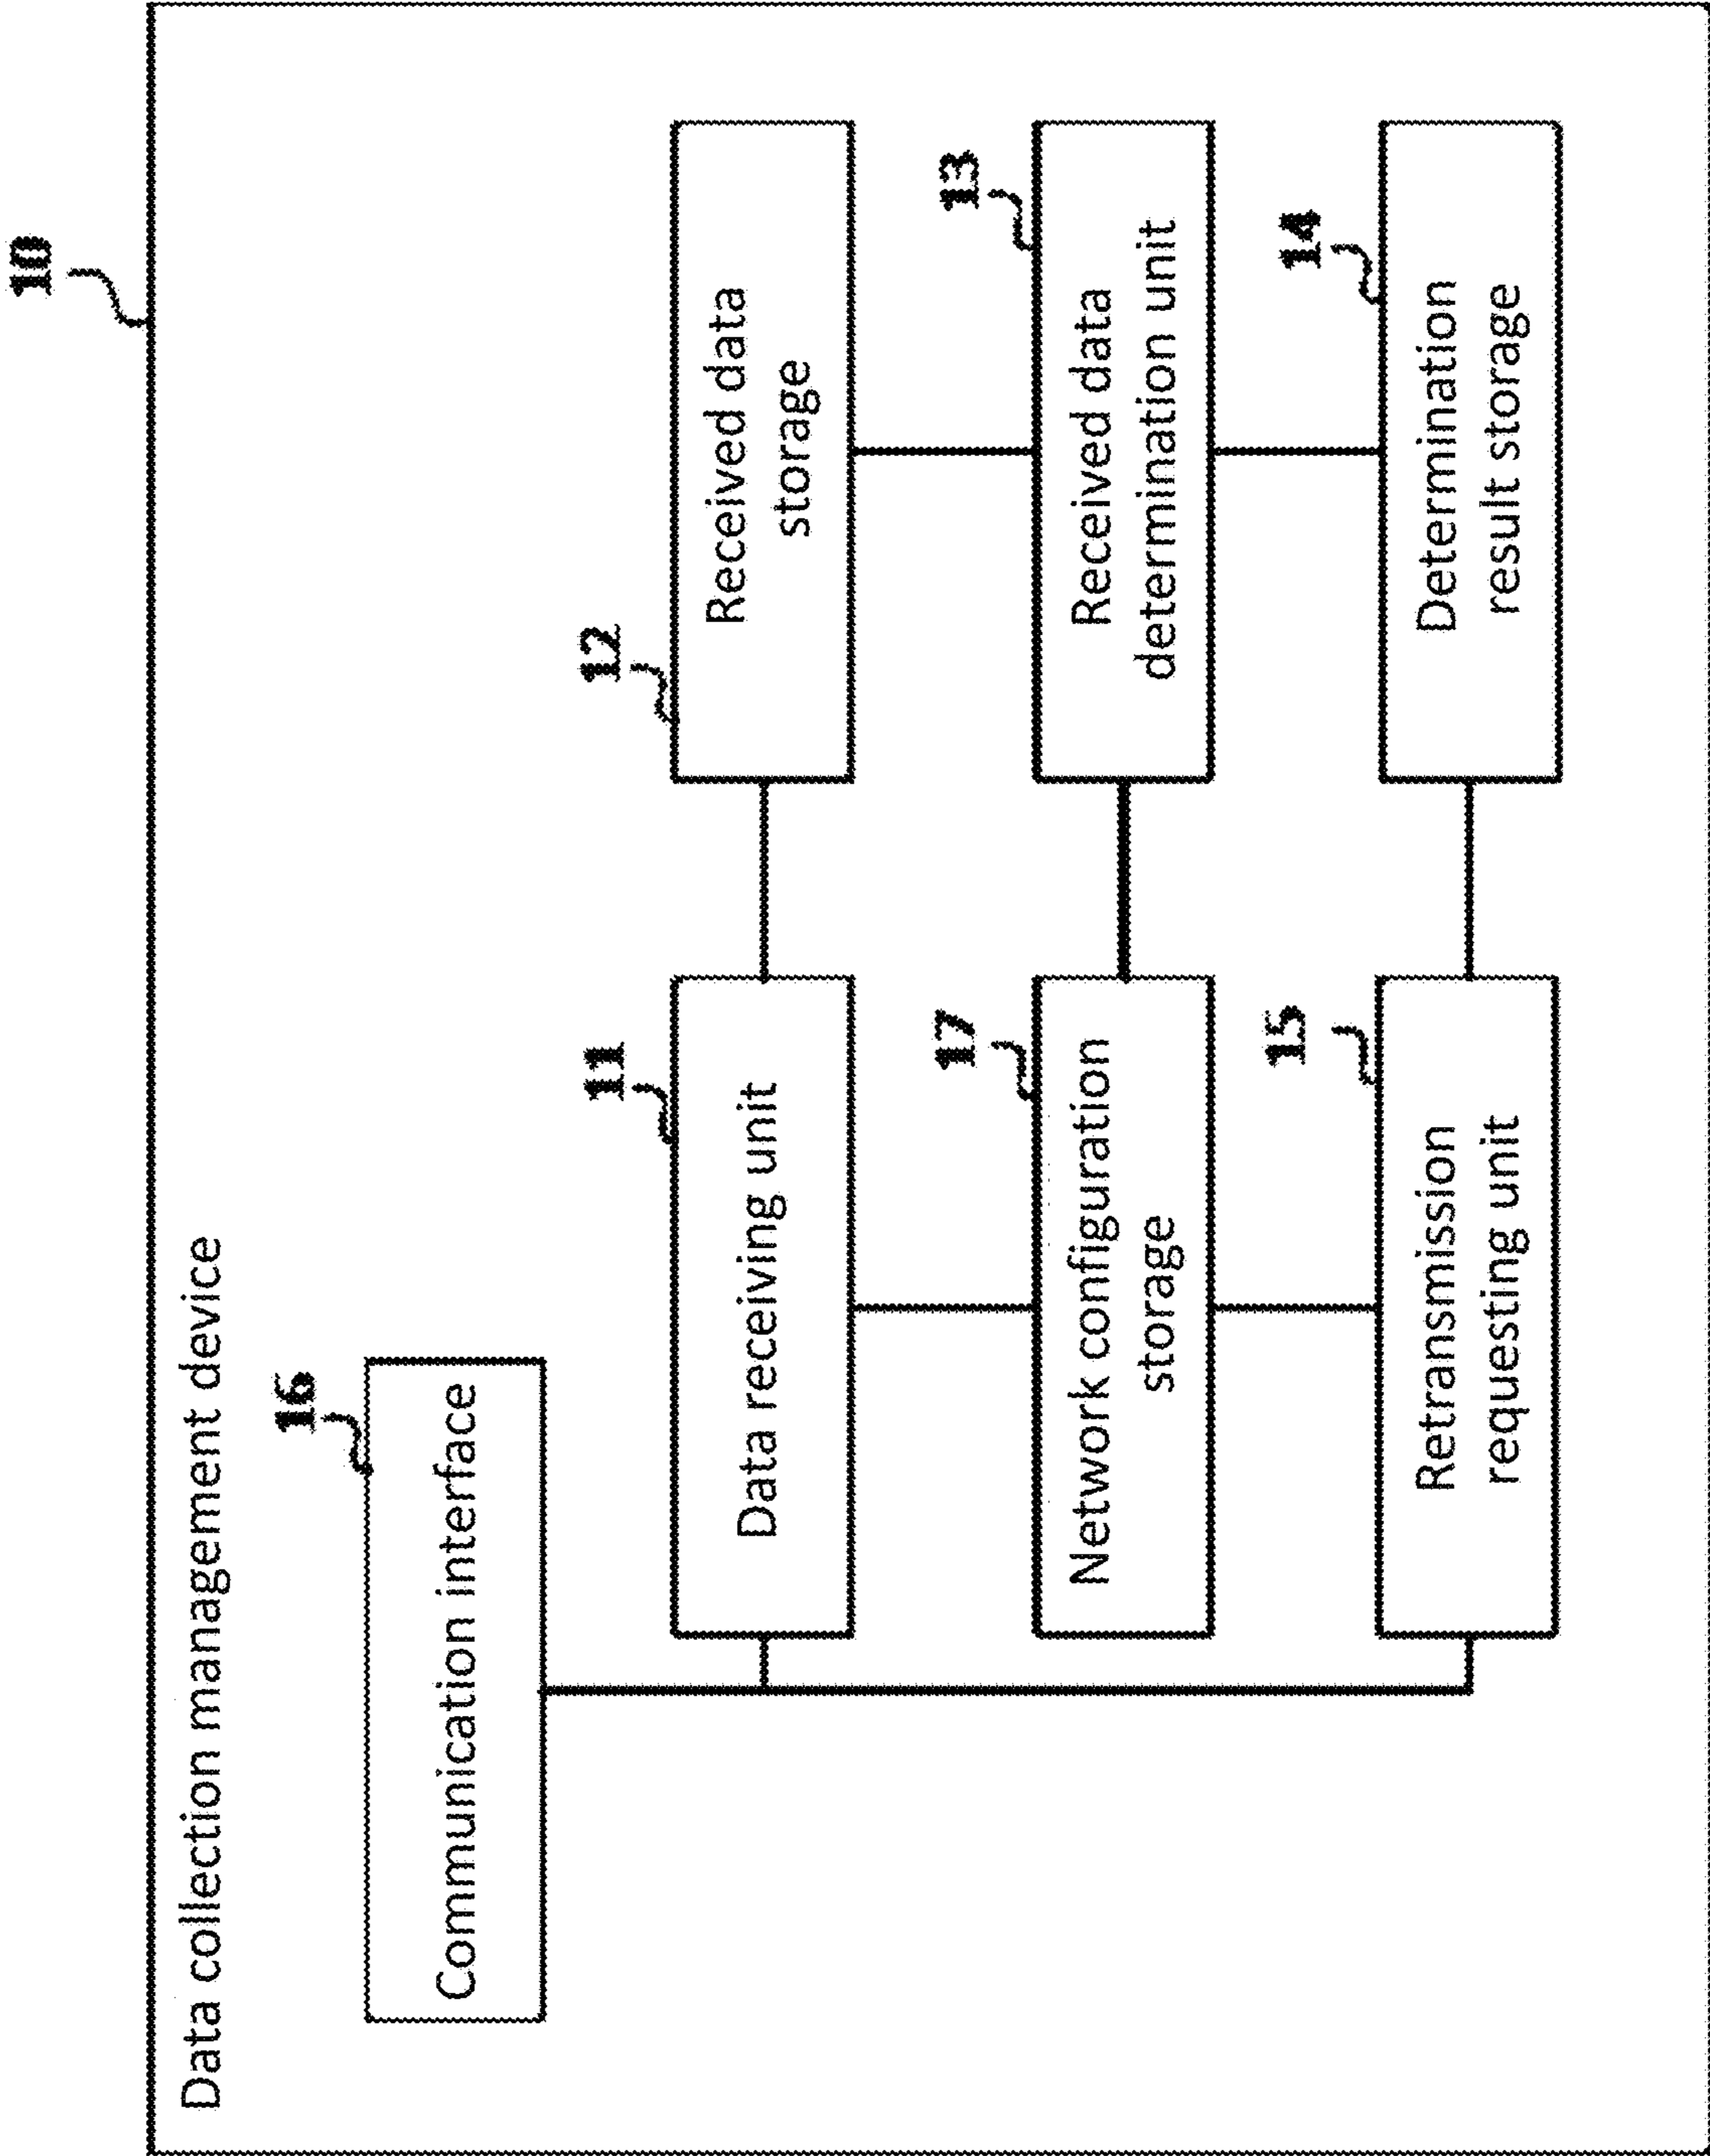 10
Data collection management device
16
Communication interface
11
Data receiving unit
12
Received data
storage
17
Network configuration
storage
13
Received data
determination unit
15
Retransmission
requesting unit
14
Determination
result storage